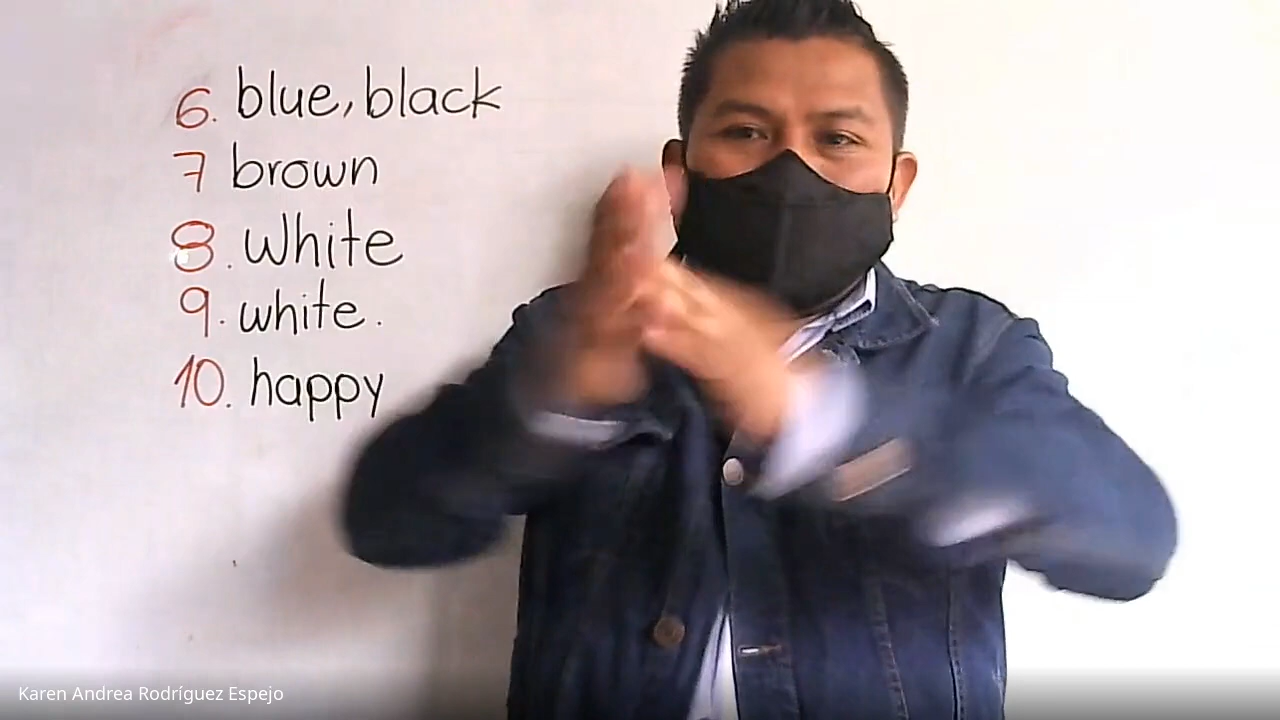 6. blue, black
7 brown
8. White
9. white.
10. happy
Karen Andrea Rodríguez Espejo